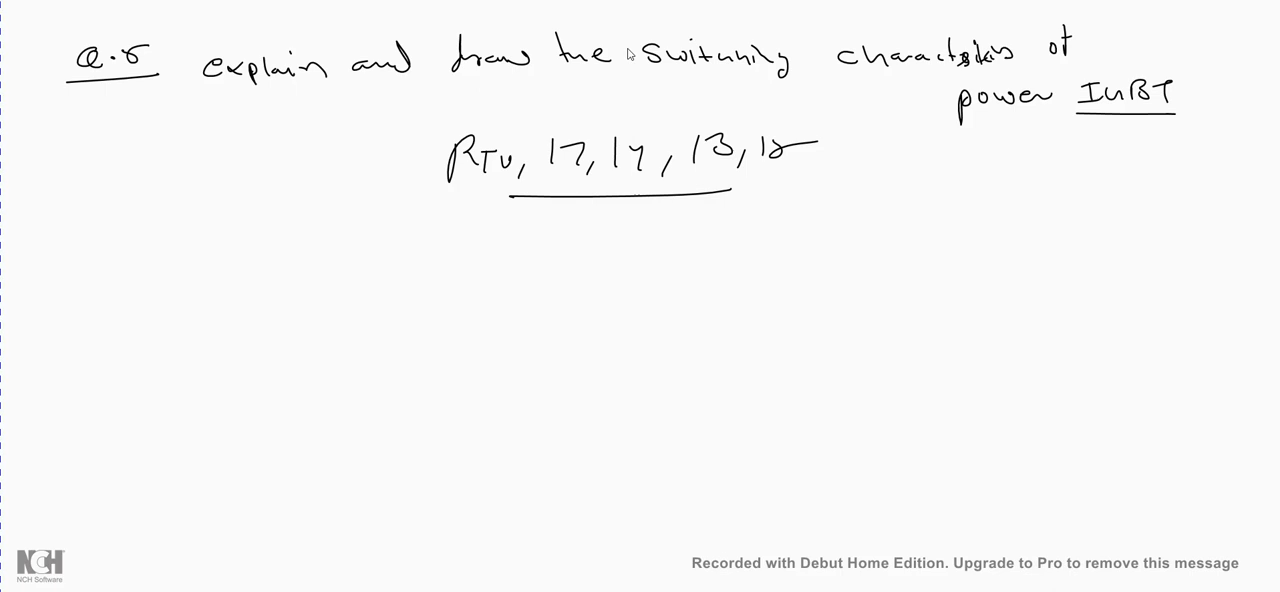 Q.5 explain and draw the switching characteristics of
power IGBT
RTU, 17, 14, 13, 12
NCH
NCH Software
Recorded with Debut Home Edition. Upgrade to Pro to remove this message